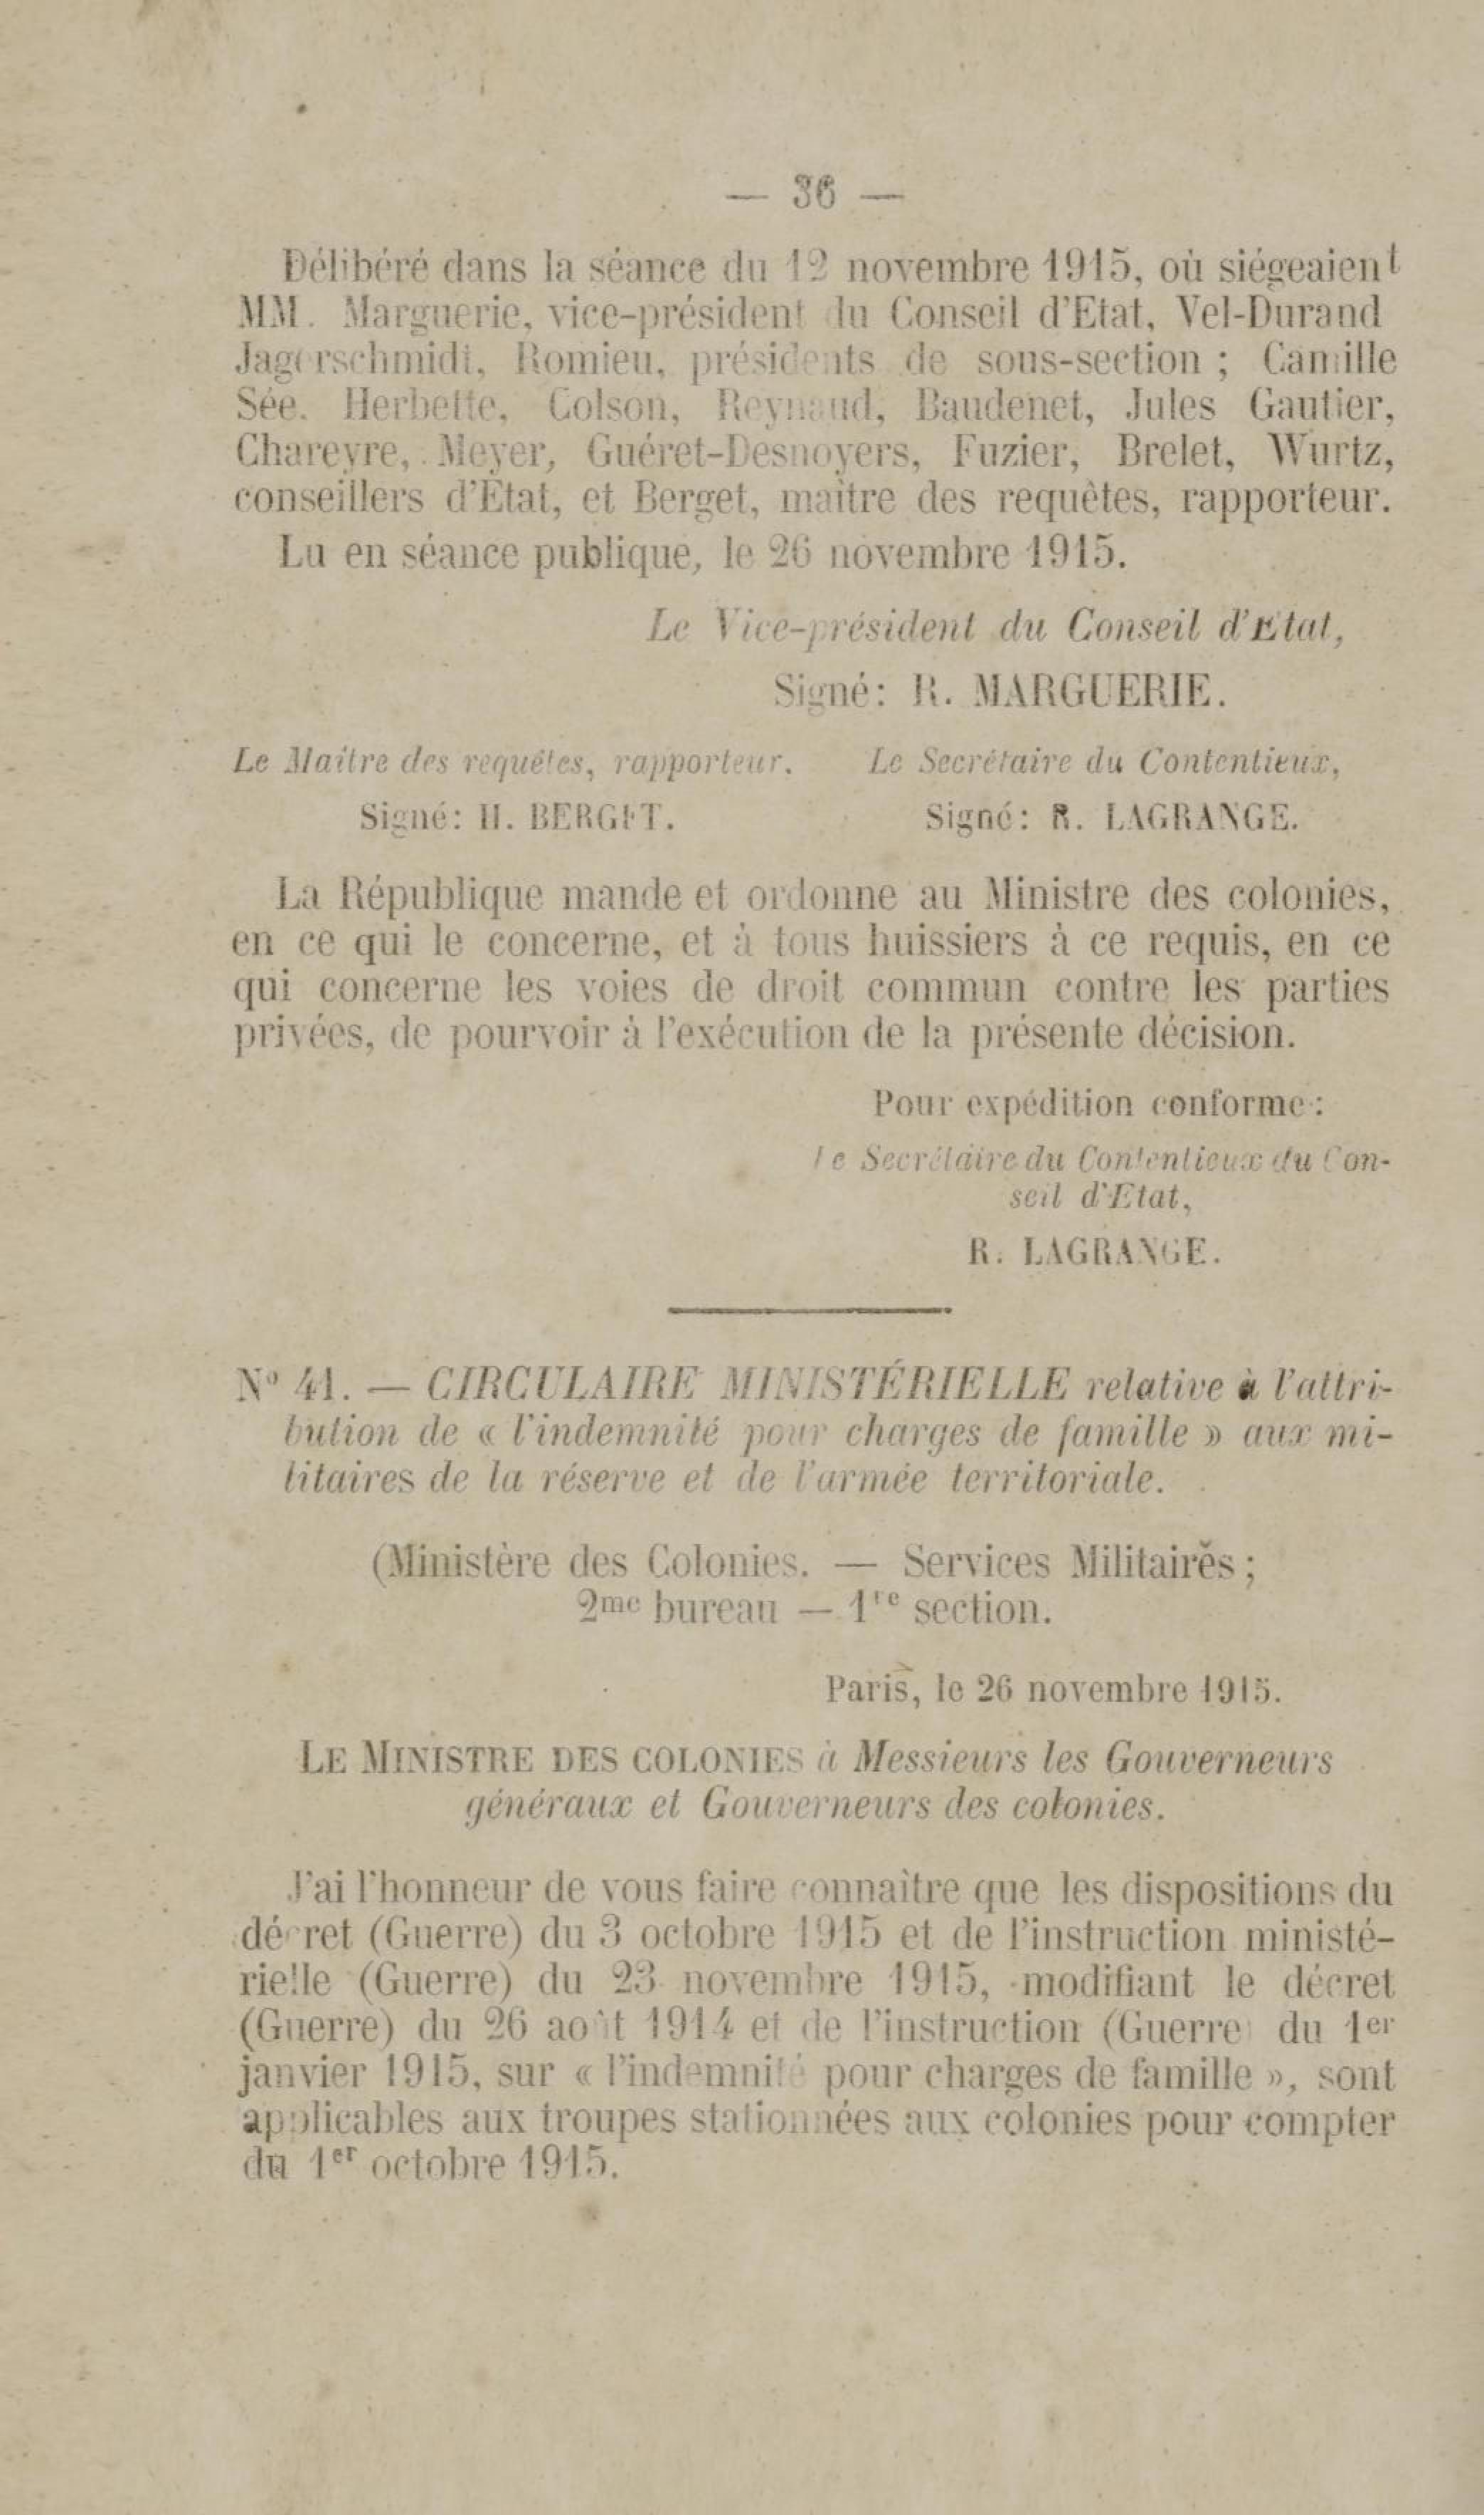 — 36 —
Délibéré dans la séance du 12 novembre 1915, où siégeaient
MM. Marguerie, vice-président du Conseil d'Etat, Vel-Durand
Jagerschmidt, Romieu, présidents de sous-section ; Camille
Sée, Herbette, Colson, Reynaud, Baudenet, Jules Gautier,
Chareyre, Meyer, Guéret-Desnoyers, Fuzier, Brelet, Wurtz,
conseillers d'État, et Berget, maître des requêtes, rapporteur.
Lu en séance publique, le 26 novembre 1915.
Le Vice-président du Conseil d'Etat,
Signé: R. MARGUERIE.
Le Maître des requêtes, rapporteur. Le Secrétaire du Contentieux,
Signé: H. BERGET. Signé: R. LAGRANGE.
La République mande et ordonne au Ministre des colonies,
en ce qui le concerne, et à tous huissiers à ce requis, en ce
qui concerne les voies de droit commun contre les parties
privées, de pourvoir à l'exécution de la présente décision.
Pour expédition conforme :
Le Secrétaire du Contentieux du Con-
seil d'Etat,
R. LAGRANGE.
N° 41. — CIRCULAIRE MINISTÉRIELLE relative à l'attri-
bution de « l'indemnité pour charges de famille » aux mi-
litaires de la réserve et de l'armée territoriale.
(Ministère des Colonies. — Services Militaires ;
2me bureau — 1re section.
Paris, le 26 novembre 1915.
LE MINISTRE DES COLONIES à Messieurs les Gouverneurs
généraux et Gouverneurs des colonies.
J'ai l'honneur de vous faire connaître que les dispositions du
décret (Guerre) du 3 octobre 1915 et de l'instruction ministé-
rielle (Guerre) du 23 novembre 1915, modifiant le décret
(Guerre) du 26 août 1914 et de l'instruction (Guerre) du 1er
janvier 1915, sur « l'indemnité pour charges de famille », sont
applicables aux troupes stationnées aux colonies pour compter
du 1er octobre 1915.